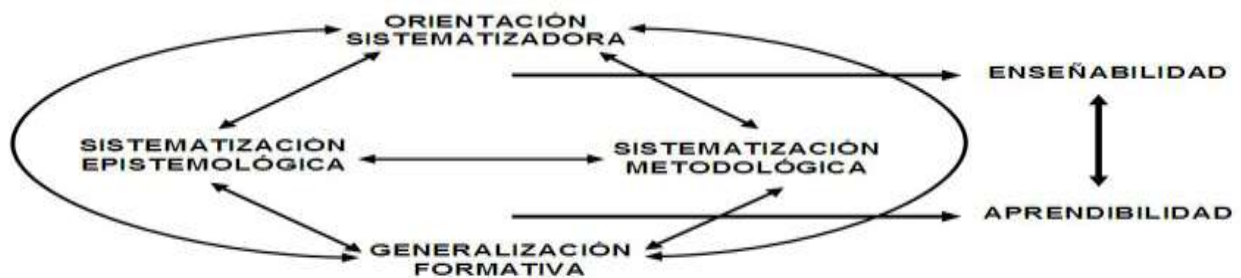 ORIENTACIÓN
SISTEMATIZADORA
ENSEÑABILIDAD
SISTEMATIZACIÓN
EPISTEMOLÓGICA
SISTEMATIZACIÓN
METODOLÓGICA
APRENDIBILIDAD
GENERALIZACIÓN
FORMATIVA